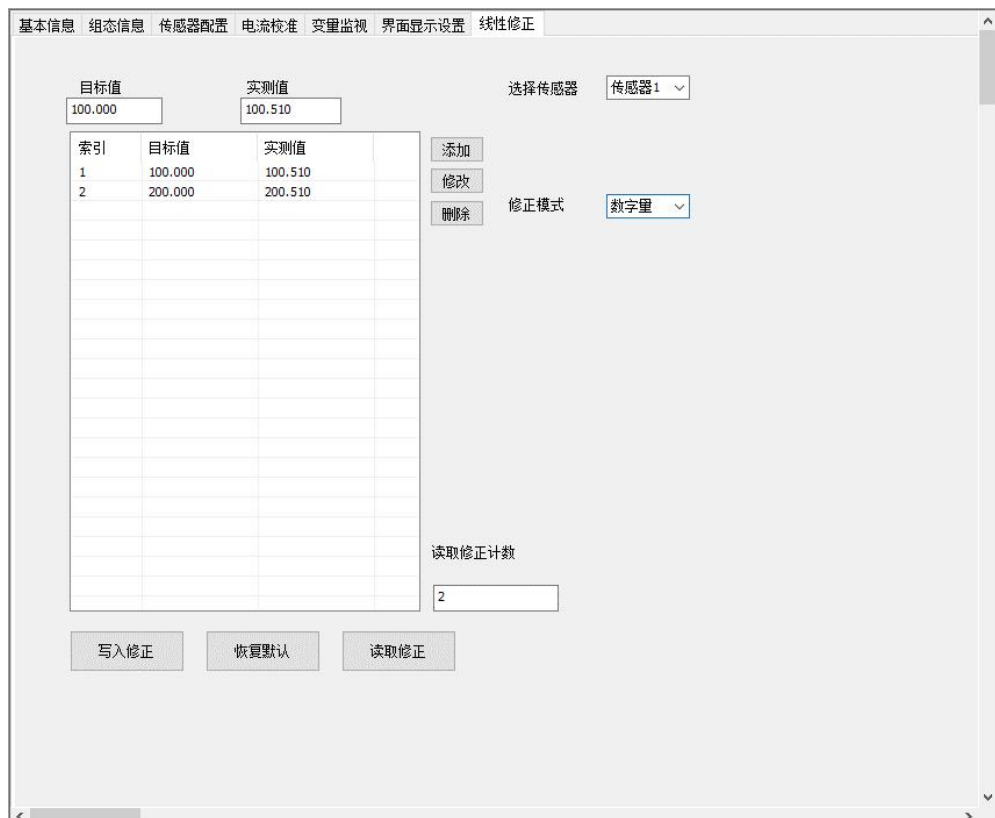 基本信息 组态信息 传感器配置 电流校准 变量监视 界面显示设置 线性修正
目标值 实测值 选择传感器 传感器1
100.000 100.510
索引 目标值 实测值 添加
1 100.000 100.510
修改
2 200.000 200.510
修正模式 数字量
删除
读取修正计数
2
写入修正 恢复默认 读取修正